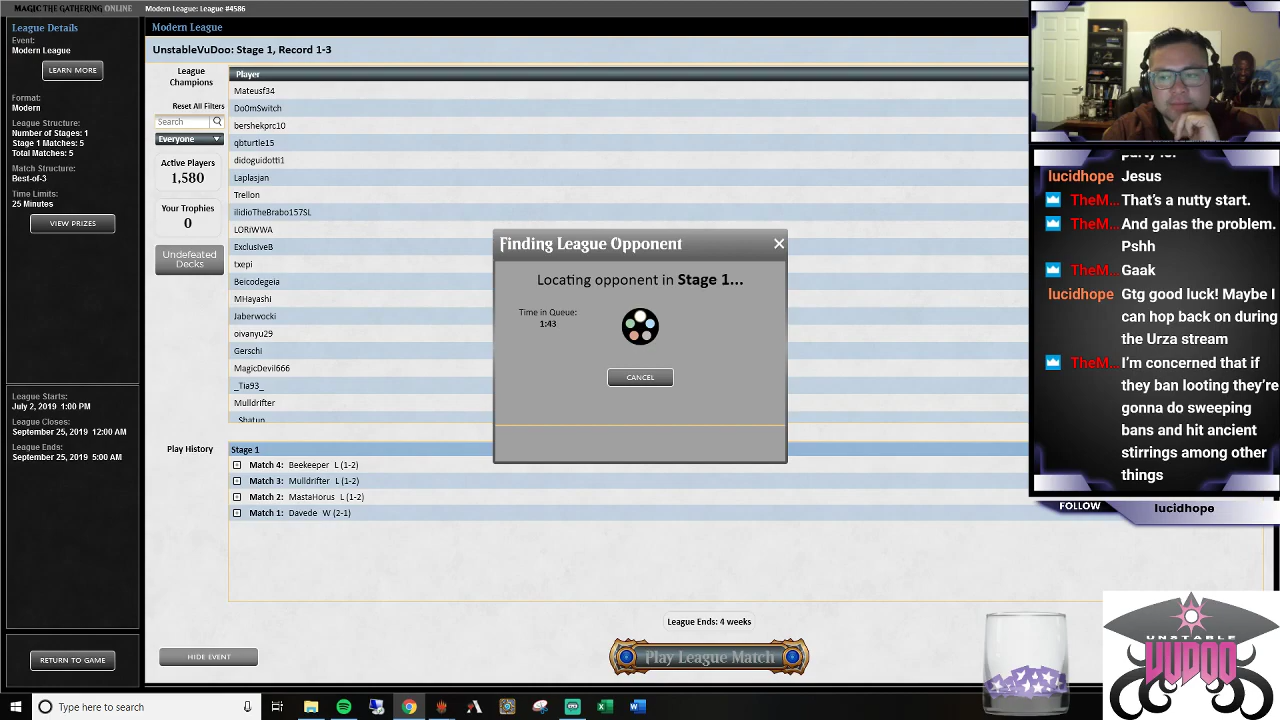 MAGIC THE GATHERING ONLINE
Modern League: League #4586
League Details
Event:
Modern League
LEARN MORE
Format:
Modern
League Structure:
Number of Stages: 1
Stage 1 Matches: 5
Total Matches: 5
Match Structure:
Best-of-3
Time Limits:
25 Minutes
VIEW PRIZES
League Starts:
July 2, 2019 1:00 PM
League Closes:
September 25, 2019 12:00 AM
League Ends:
September 25, 2019 5:00 AM
RETURN TO GAME
Modern League
UnstableVuDoo: Stage 1, Record 1-3
League
Champions
Reset All Filters
Search
Everyone
Active Players
1,580
Your Trophies
0
Undefeated
Decks
Player
Mateusf34
Do0mSwitch
bershekprc10
qbturtle15
didoguidotti1
Laplasjan
Trellon
ilidioTheBrabo157SL
LORiWWA
ExclusiveB
txepi
Beicodegeia
MHayashi
Jaberwocki
oivanyu29
Gerschi
MagicDevil666
_Tia93_
Mulldrifter
Finding League Opponent
Locating opponent in Stage 1...
Time in Queue:
1:43
CANCEL
Play History
Stage 1
Match 4: Beekeeper L (1-2)
Match 3: Mulldrifter L (1-2)
Match 2: MastaHorus L (1-2)
Match 1: Davede W (2-1)
League Ends: 4 weeks
HIDE EVENT
Play League Match
party for
lucidhope Jesus
TheM... That's a nutty start.
TheM... And galas the problem.
Pshh
TheM... Gaak
lucidhope Gtg good luck! Maybe I
can hop back on during
the Urza stream
TheM... I'm concerned that if
they ban looting they're
gonna do sweeping
bans and hit ancient
stirrings among other
things
FOLLOW lucidhope
UNSTABLE
VUDOO
Type here to search